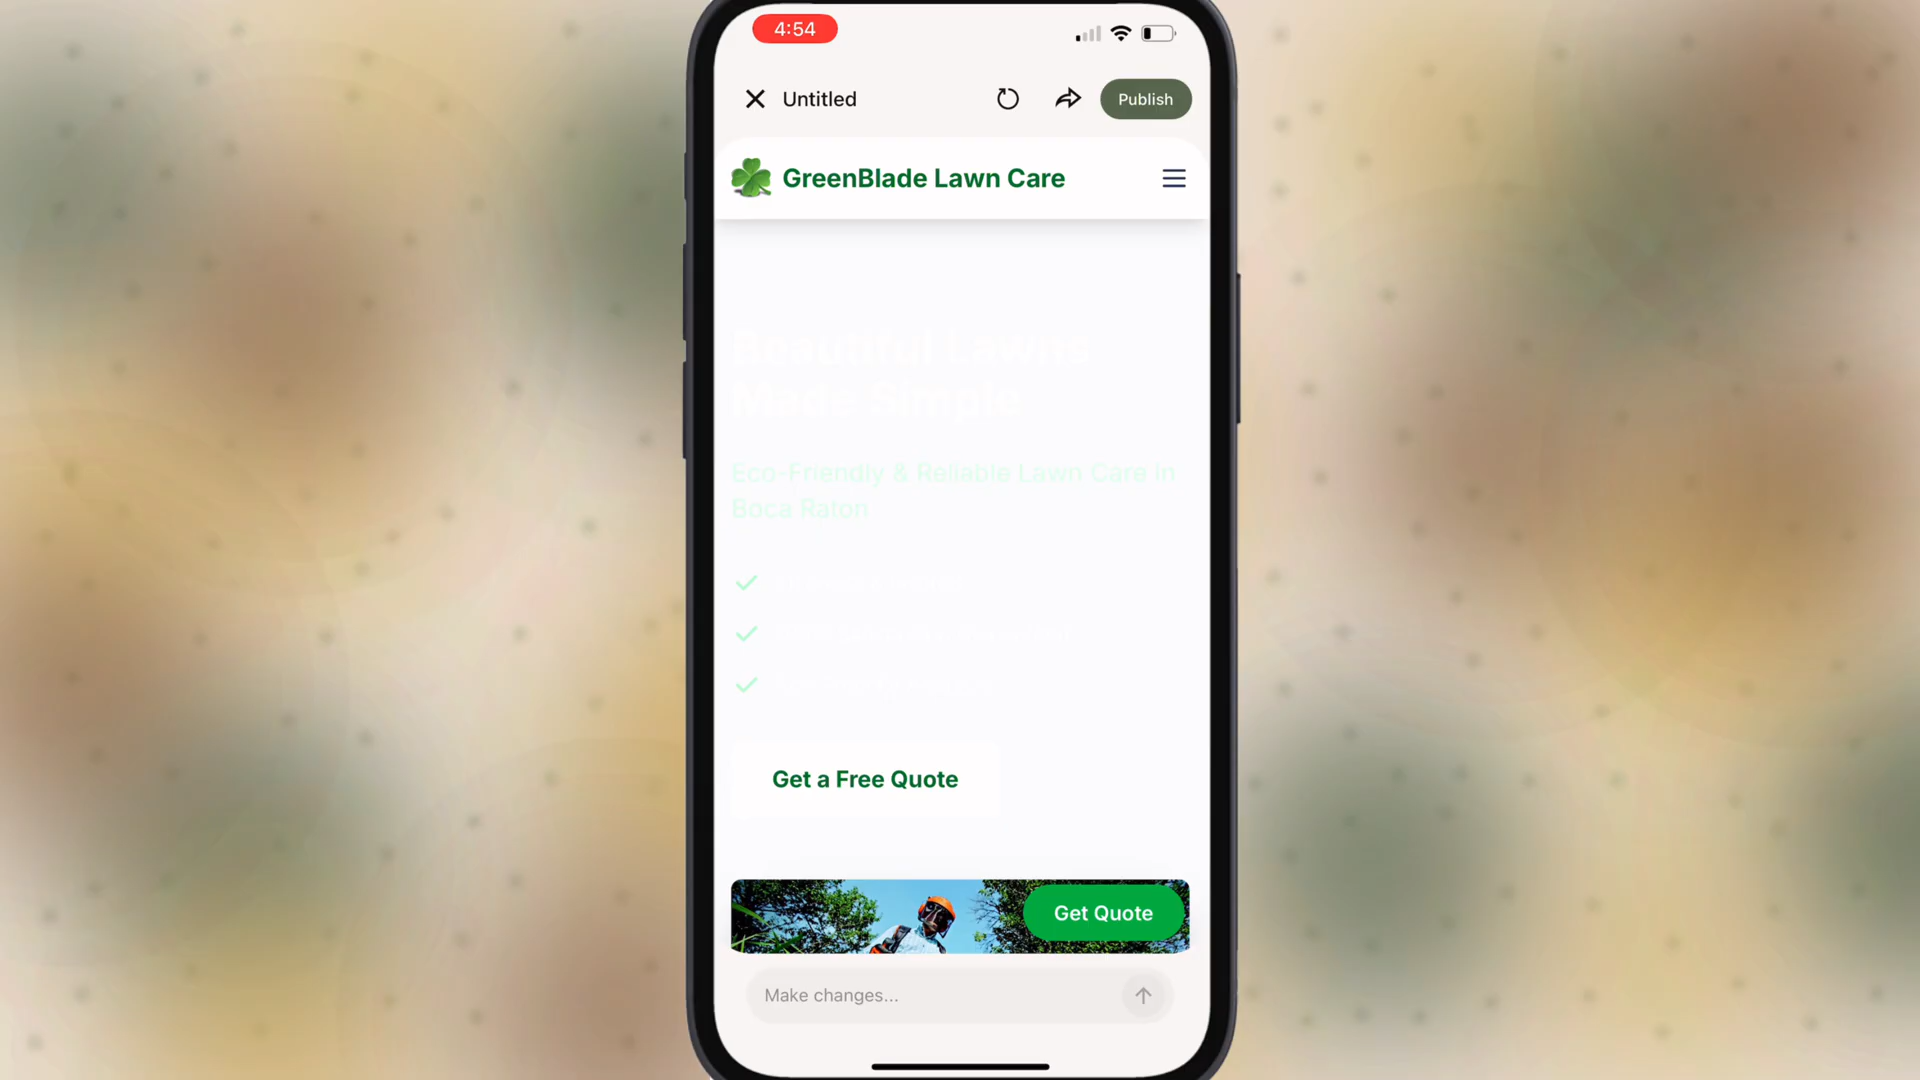 4:54
Untitled
Publish
GreenBlade Lawn Care
Beautiful Lawns
Made Simple
Eco-Friendly & Reliable Lawn Care in
Boca Raton
Get a Free Quote
Get Quote
Make changes...